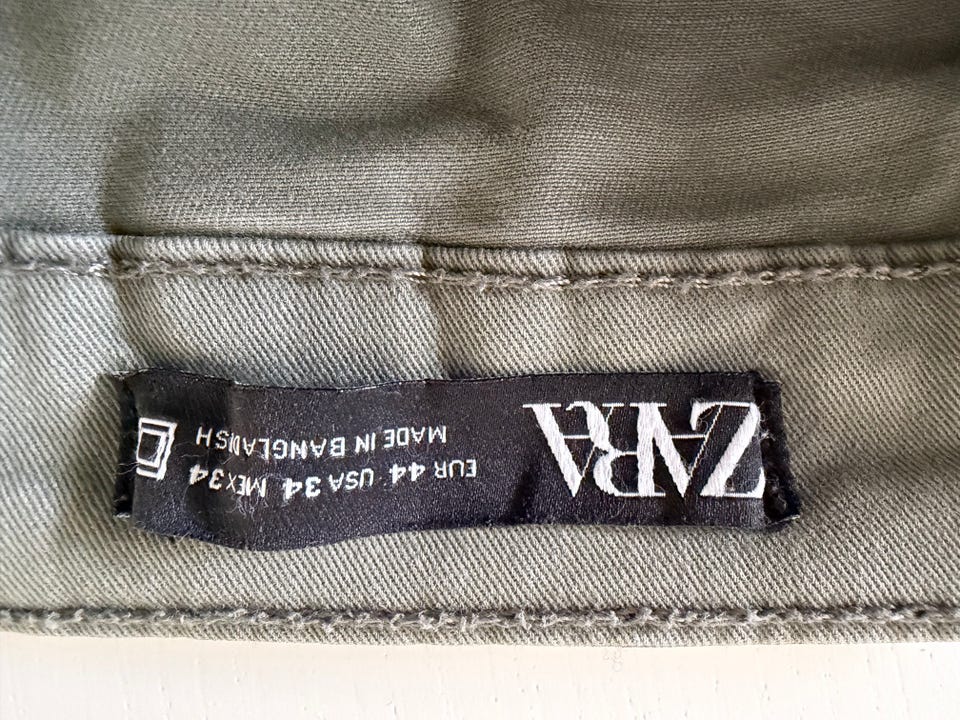 ZARA
EUR 44 USA 34 MEX 34
MADE IN BANGLADESH